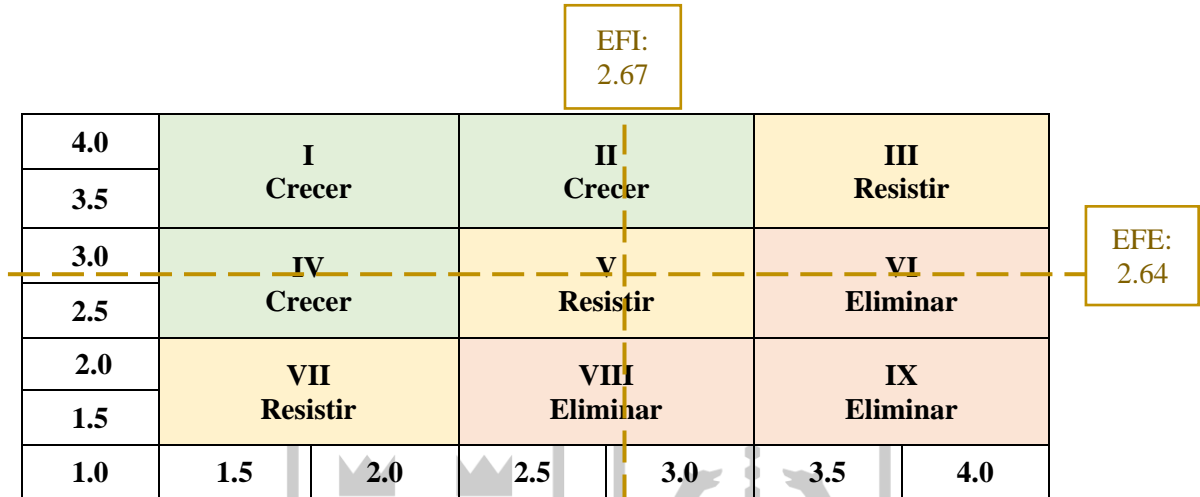 EFI:
2.67
4.0
I
Crecer
II
Crecer
III
Resistir
3.5
3.0
IV
Crecer
V
Resistir
VI
Eliminar
2.5
EFE:
2.64
2.0
VII
Resistir
VIII
Eliminar
IX
Eliminar
1.5
1.0 1.5 2.0 2.5 3.0 3.5 4.0